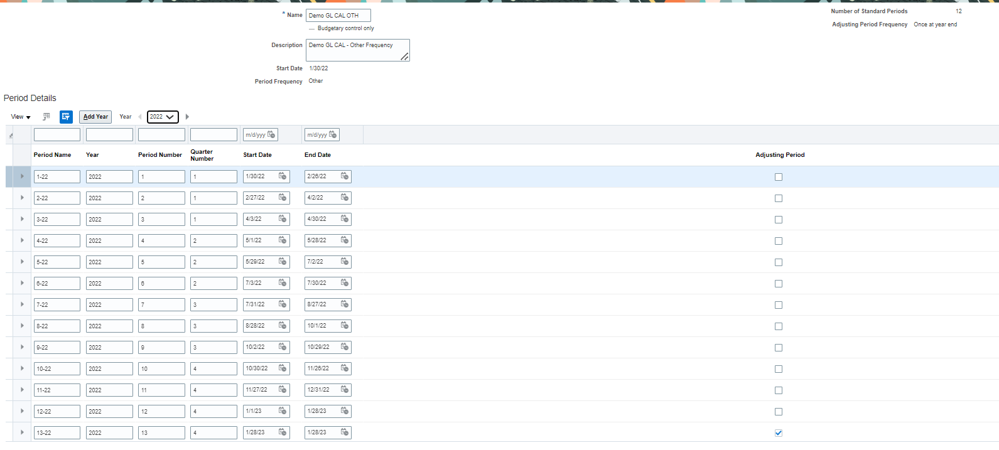 * Name Demo GL CAL OTH
— Budgetary control only
Description Demo GL CAL - Other Frequency
Start Date 1/30/22
Period Frequency Other
Number of Standard Periods 12
Adjusting Period Frequency Once at year end
Period Details
View Add Year Year 2022
m/d/yyy m/d/yyy
Period Name Year Period Number Quarter Number Start Date End Date Adjusting Period
1-22 2022 1 1 1/30/22 2/26/22
2-22 2022 2 1 2/27/22 4/2/22
3-22 2022 3 1 4/3/22 4/30/22
4-22 2022 4 2 5/1/22 5/28/22
5-22 2022 5 2 5/29/22 7/2/22
6-22 2022 6 2 7/3/22 7/30/22
7-22 2022 7 3 7/31/22 8/27/22
8-22 2022 8 3 8/28/22 10/1/22
9-22 2022 9 3 10/2/22 10/29/22
10-22 2022 10 4 10/30/22 11/26/22
11-22 2022 11 4 11/27/22 12/31/22
12-22 2022 12 4 1/1/23 1/28/23
13-22 2022 13 4 1/28/23 1/28/23